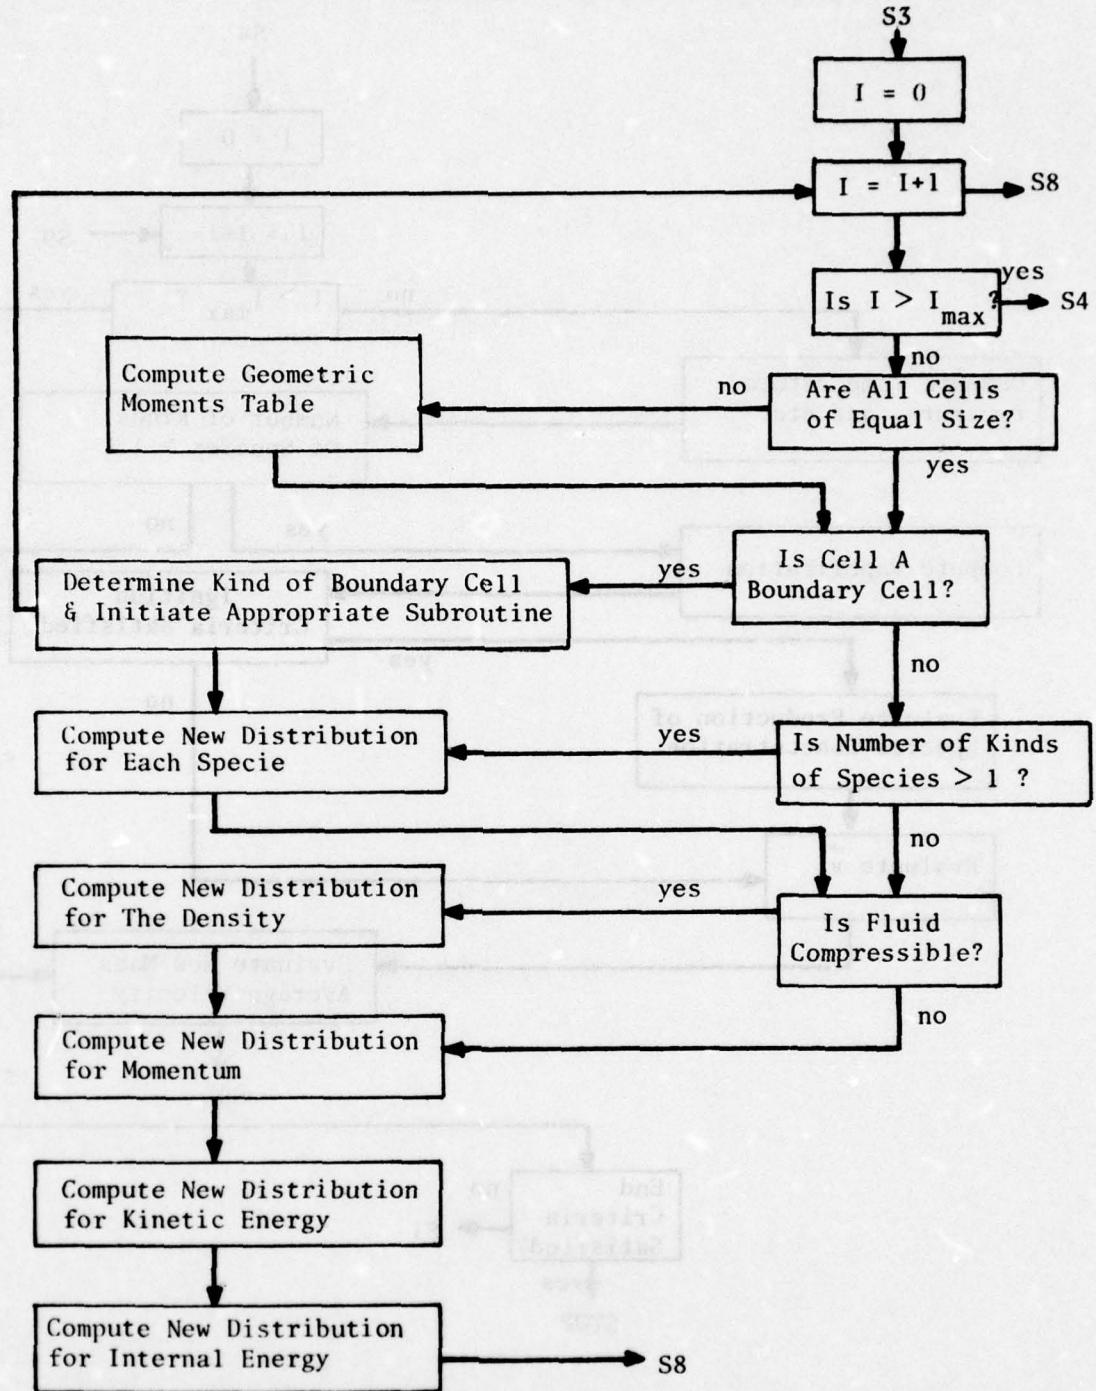 S3
I = 0
I = I+1
S8
Is I > I max ?
yes
S4
no
Compute Geometric
Moments Table
no
Are All Cells
of Equal Size?
yes
Determine Kind of Boundary Cell
& Initiate Appropriate Subroutine
yes
Is Cell A
Boundary Cell?
no
Compute New Distribution
for Each Specie
yes
Is Number of Kinds
of Species > 1 ?
no
Compute New Distribution
for The Density
yes
Is Fluid
Compressible?
no
Compute New Distribution
for Momentum
Compute New Distribution
for Kinetic Energy
Compute New Distribution
for Internal Energy
S8